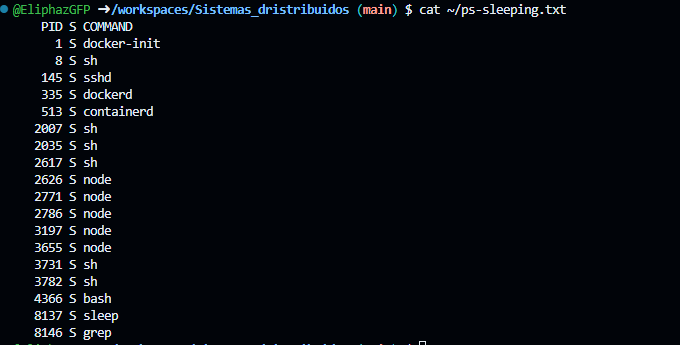 @EliphazGFP ➜/workspaces/Sistemas_dristribuidos (main) $ cat ~/ps-sleeping.txt
PID S COMMAND
1 S docker-init
8 S sh
145 S sshd
335 S dockerd
513 S containerd
2007 S sh
2035 S sh
2617 S sh
2626 S node
2771 S node
2786 S node
3197 S node
3655 S node
3731 S sh
3782 S sh
4366 S bash
8137 S sleep
8146 S grep